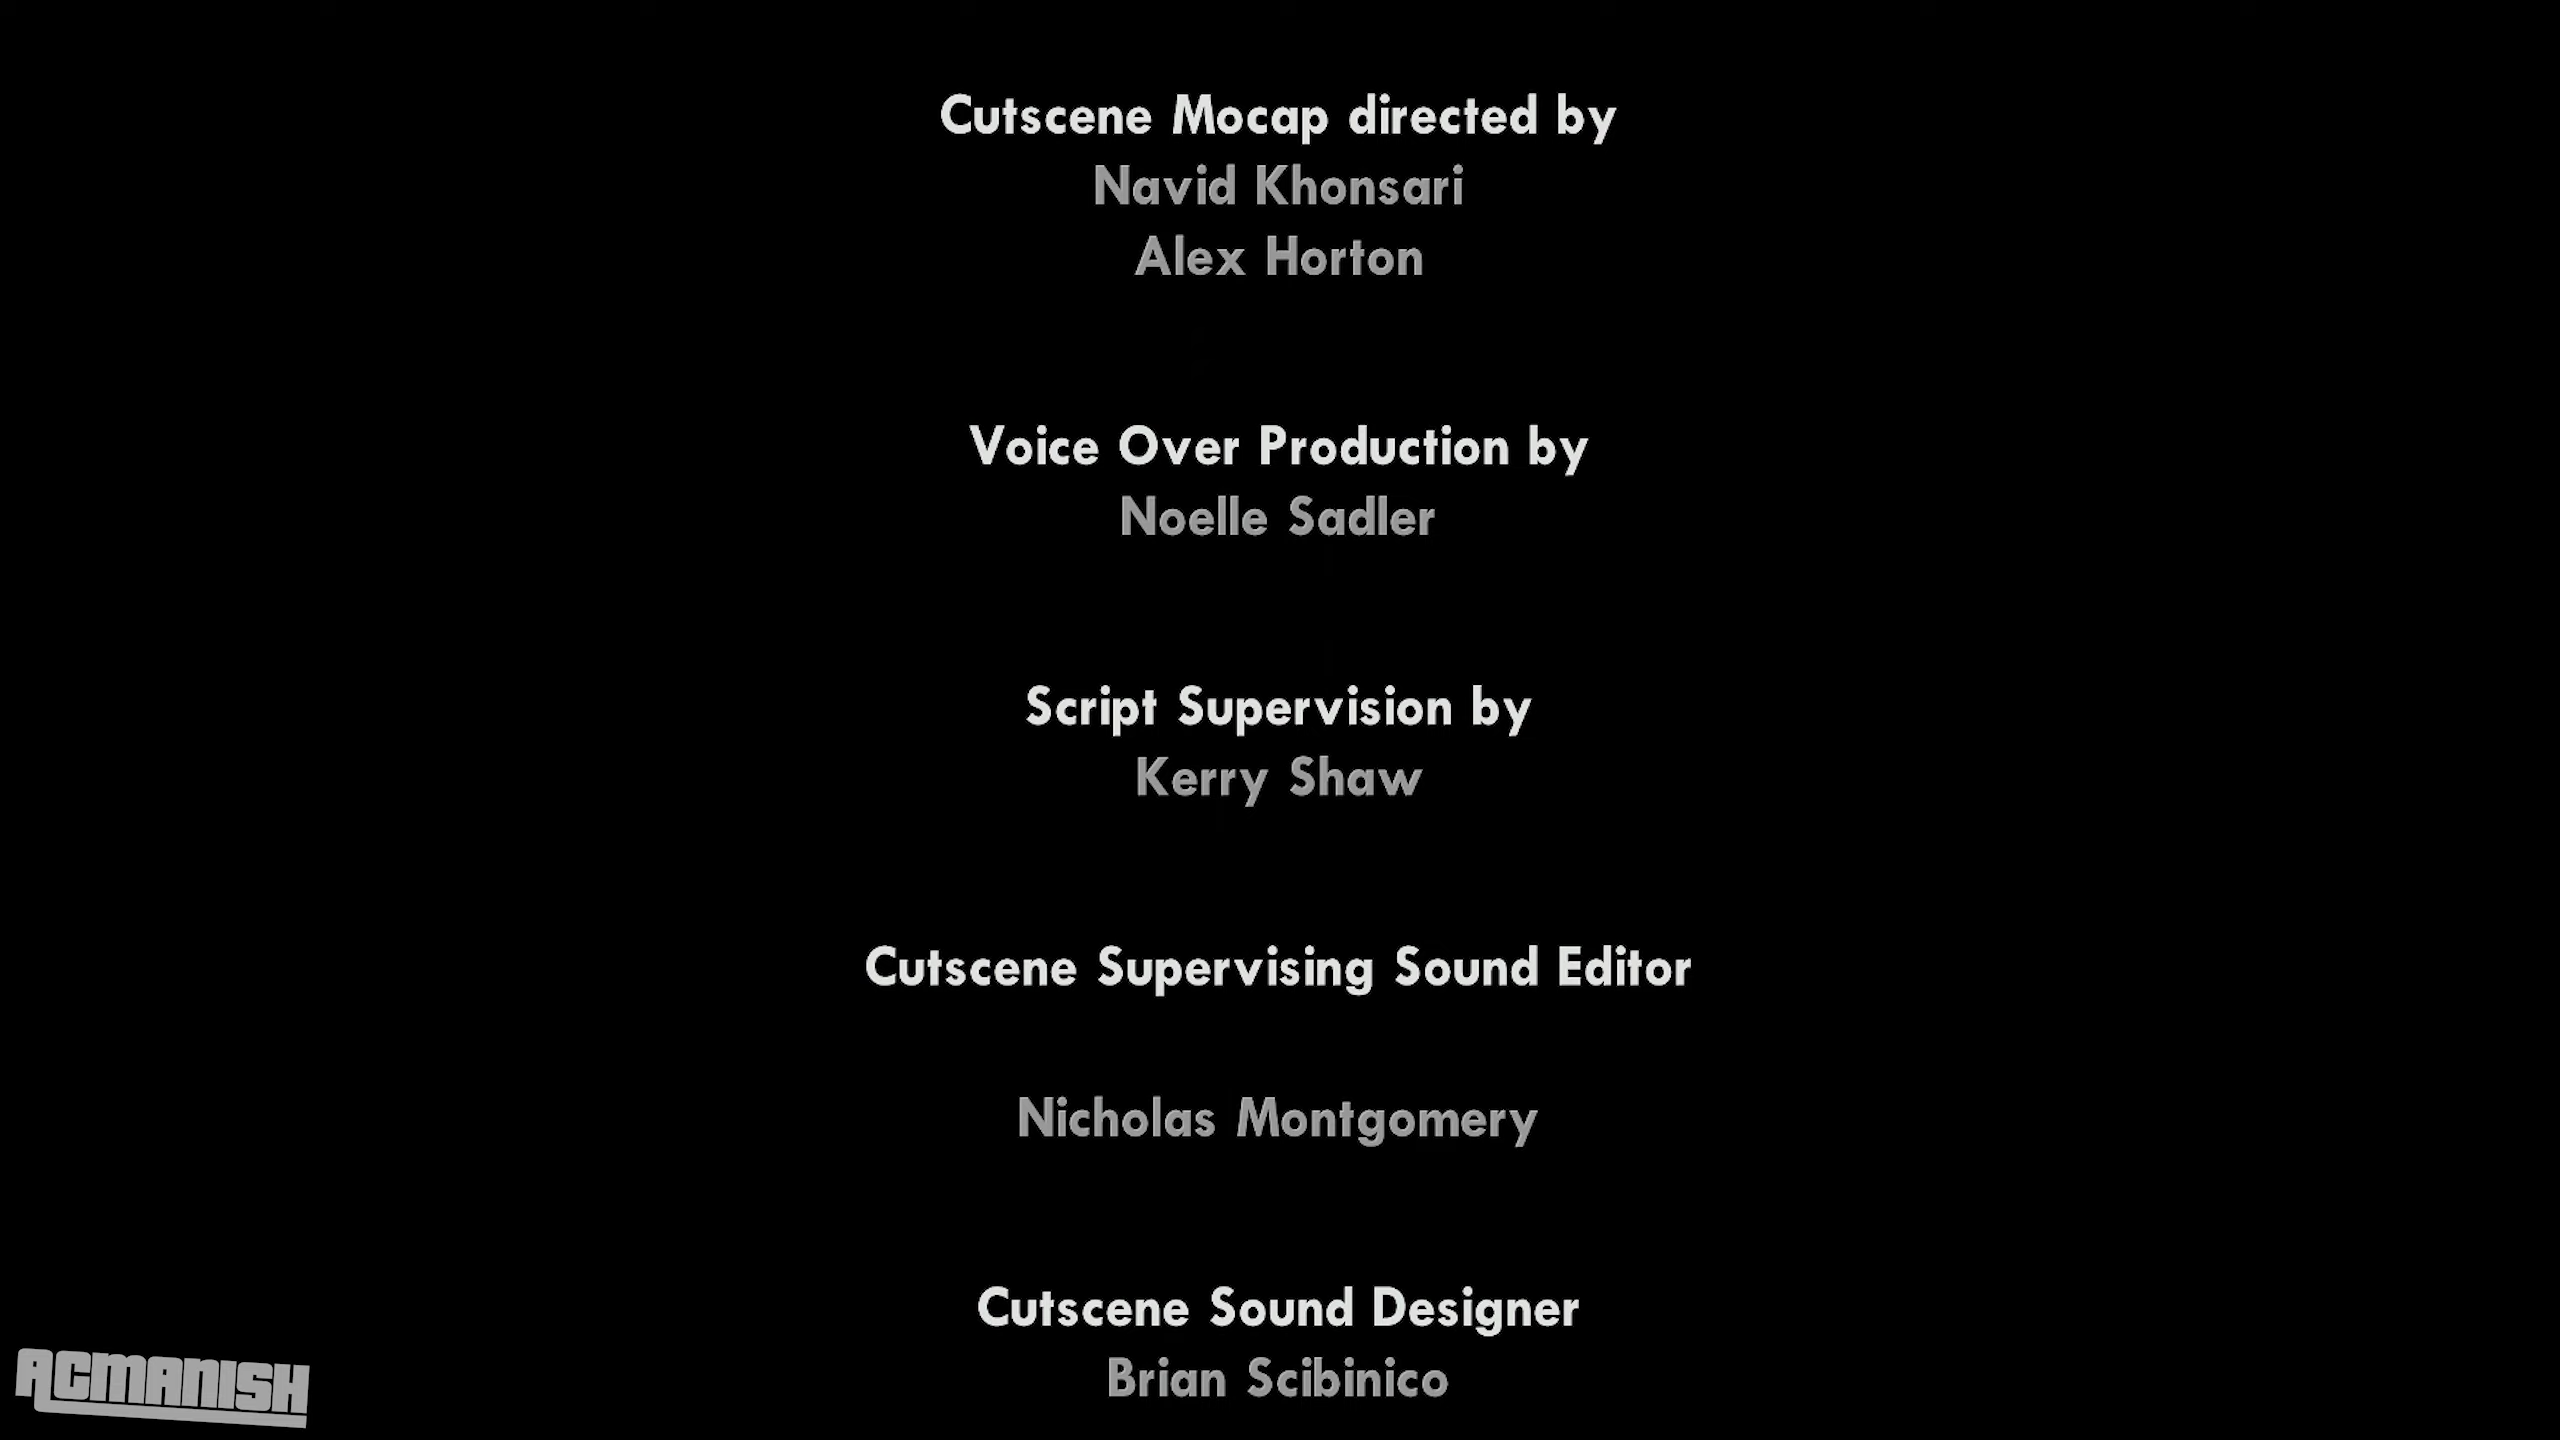 Cutscene Mocap directed by
Navid Khonsari
Alex Horton
Voice Over Production by
Noelle Sadler
Script Supervision by
Kerry Shaw
Cutscene Supervising Sound Editor
Nicholas Montgomery
Cutscene Sound Designer
Brian Scibinico
ACMANISH